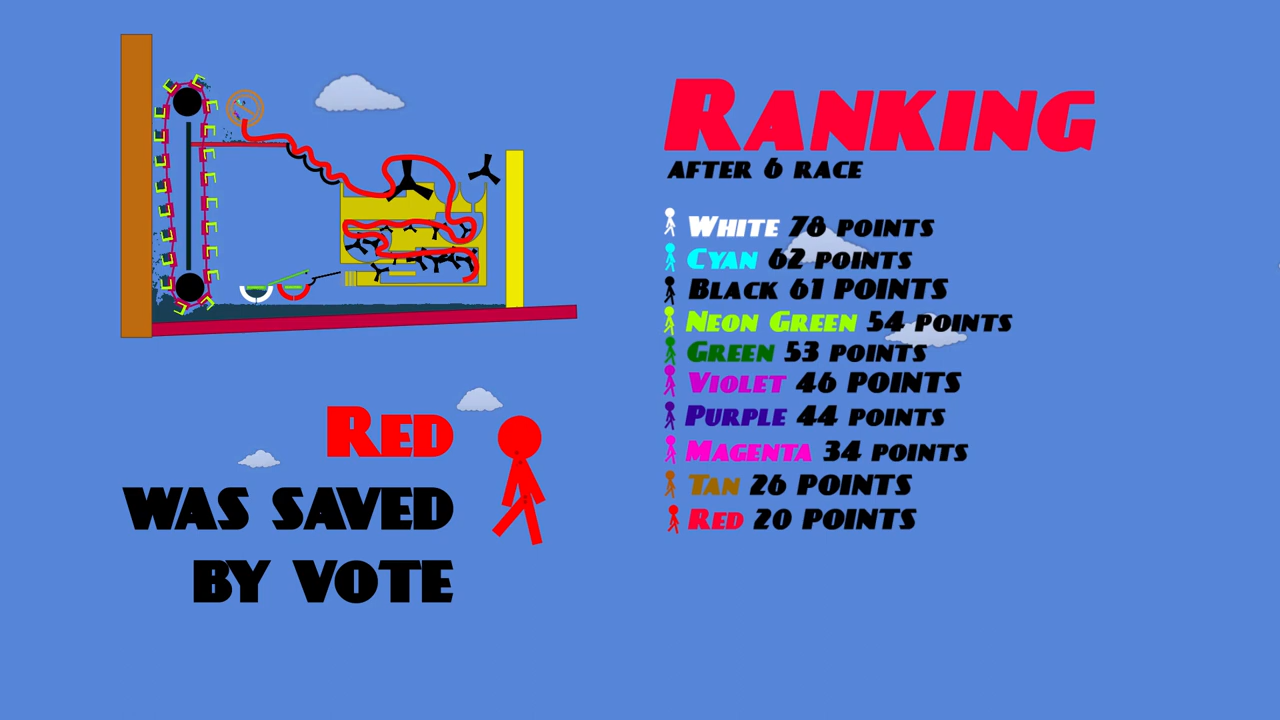 RANKING
AFTER 6 RACE
WHITE 78 POINTS
CYAN 62 POINTS
BLACK 61 POINTS
NEON GREEN 54 POINTS
GREEN 53 POINTS
VIOLET 46 POINTS
PURPLE 44 POINTS
MAGENTA 34 POINTS
TAN 26 POINTS
RED 20 POINTS
RED
WAS SAVED
BY VOTE